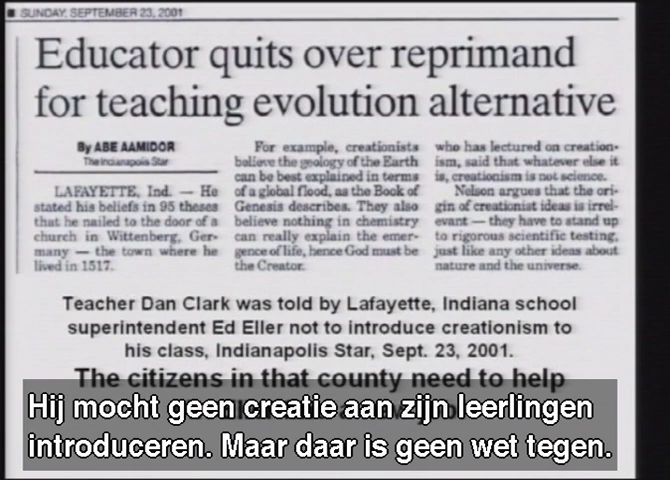 SUNDAY, SEPTEMBER 23, 2001
Educator quits over reprimand
for teaching evolution alternative
By ABE AAMIDOR
The Indianapolis Star
LAFAYETTE, Ind. — He
stated his beliefs in 95 theses
that he nailed to the door of a
church in Wittenberg, Ger-
many — the town where he
lived in 1517.
For example, creationists
believe the geology of the Earth
can be best explained in terms
of a global flood, as the Book of
Genesis describes. They also
believe nothing in chemistry
can really explain the emer-
gence of life, hence God must be
the Creator.
who has lectured on creation-
ism, said that whatever else it
is, creationism is not science.
Nelson argues that the ori-
gin of creationist ideas is irrel-
evant — they have to stand up
to rigorous scientific testing,
just like any other ideas about
nature and the universe.
Teacher Dan Clark was told by Lafayette, Indiana school
superintendent Ed Eller not to introduce creationism to
his class, Indianapolis Star, Sept. 23, 2001.
The citizens in that county need to help
Hij mocht geen creatie aan zijn leerlingen
introduceren. Maar daar is geen wet tegen.